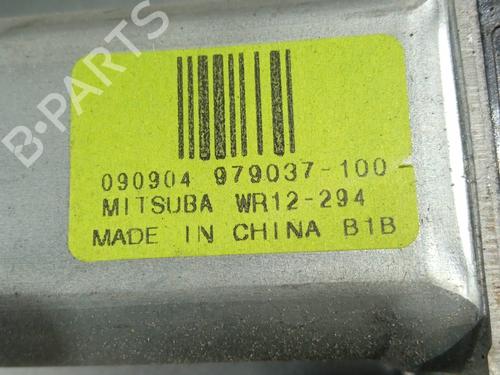 B-PARTS
090904 979037-100
MITSUBA WR12-294
MADE IN CHINA B1B